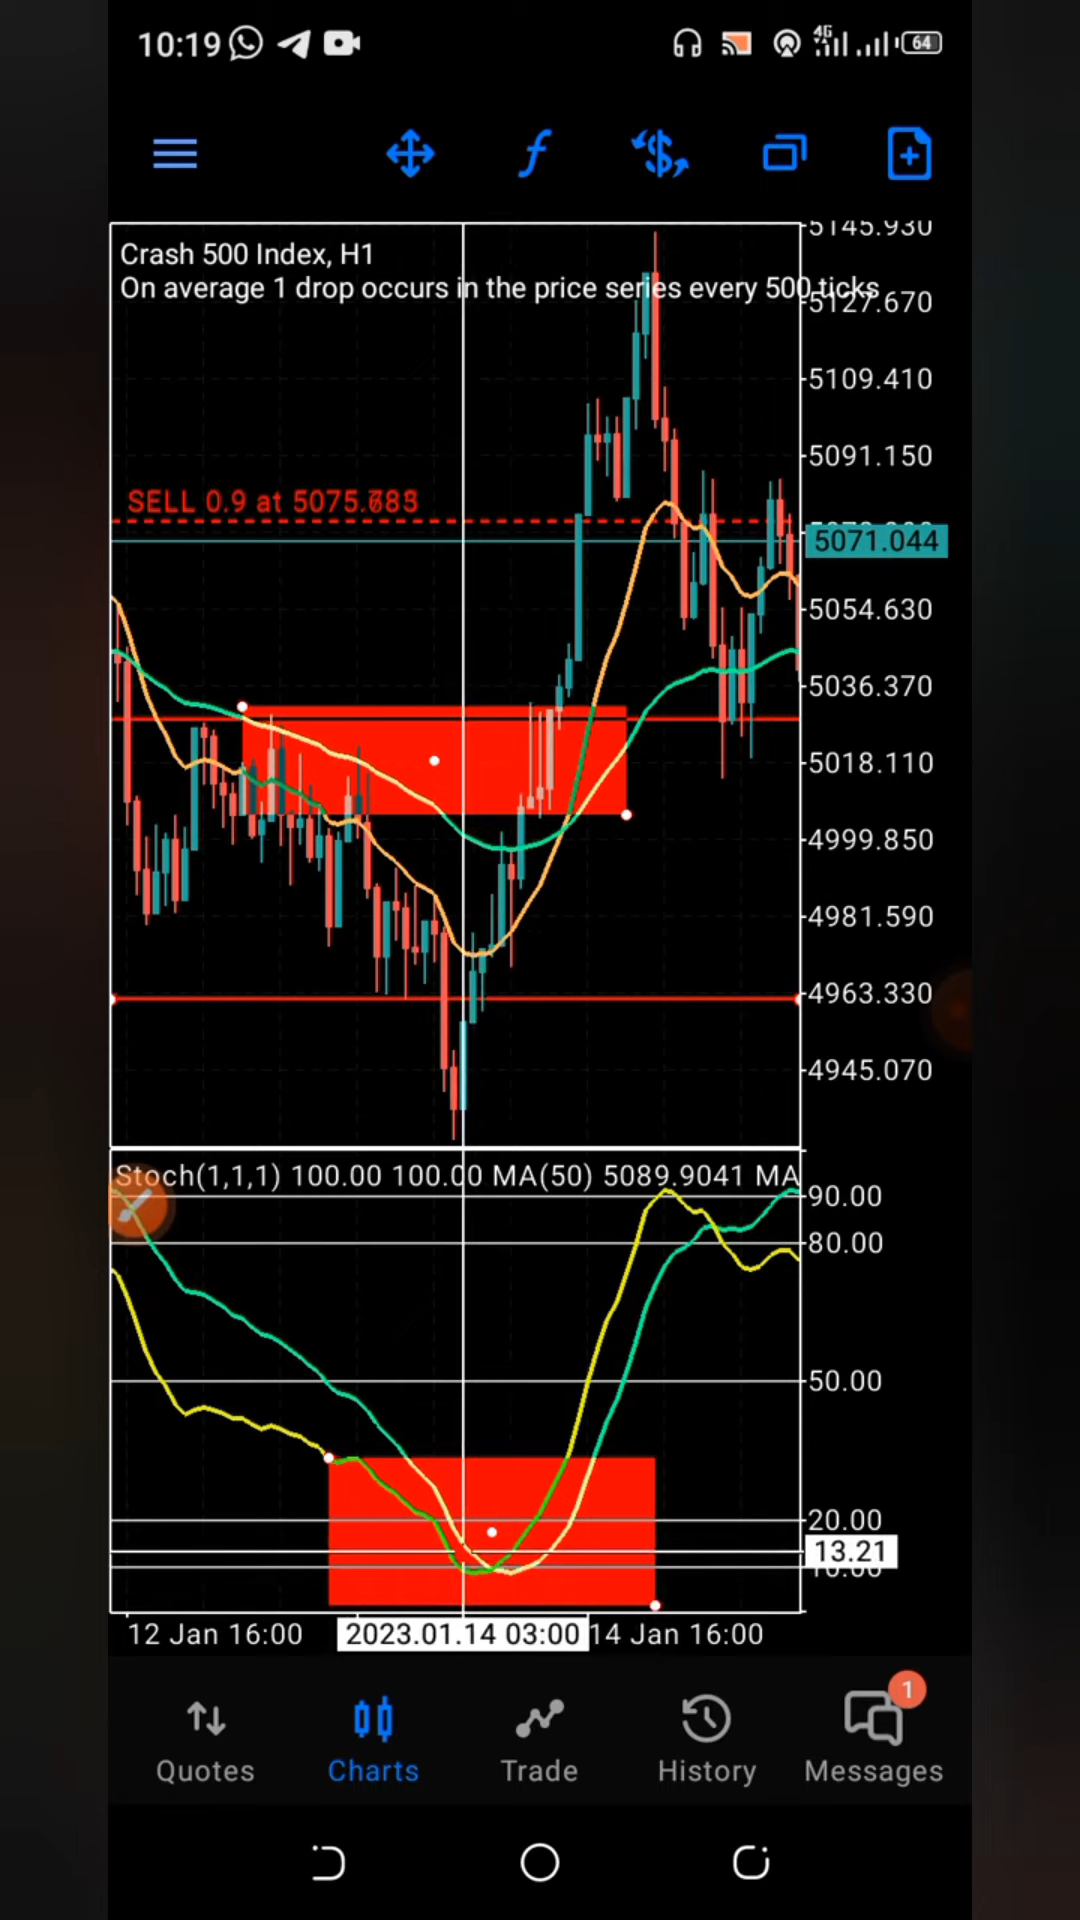 10:19 4G 64
5145.930
Crash 500 Index, H1
On average 1 drop occurs in the price series every 500 ticks
5127.670
5109.410
5091.150
SELL 0.9 at
5071.044
5054.630
5036.370
5018.110
4999.850
4981.590
4963.330
4945.070
Stoch(1,1,1) 100.00 100.00 MA(50) 5089.9041 MA
90.00
80.00
50.00
20.00
13.21
10.00
12 Jan 16:00 2023.01.14 03:00 14 Jan 16:00
1
Quotes Charts Trade History Messages